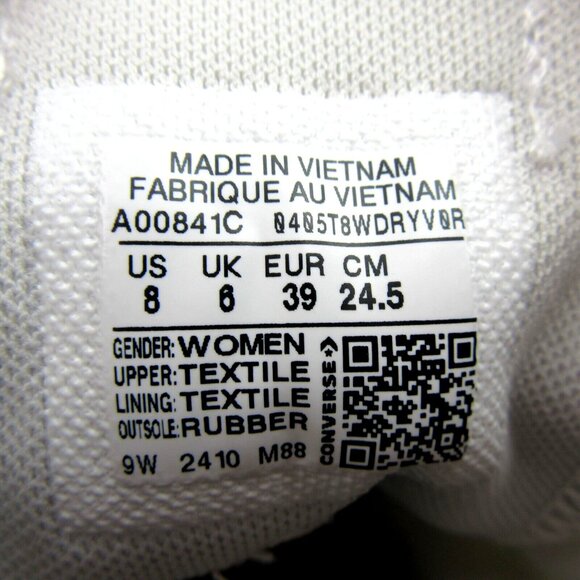 MADE IN VIETNAM
FABRIQUE AU VIETNAM
A00841C 0405T8WDRYV0R
US UK EUR CM
8 6 39 24.5
GENDER: WOMEN
UPPER: TEXTILE
LINING: TEXTILE
OUTSOLE: RUBBER
9W 2410 M88
CONVERSE